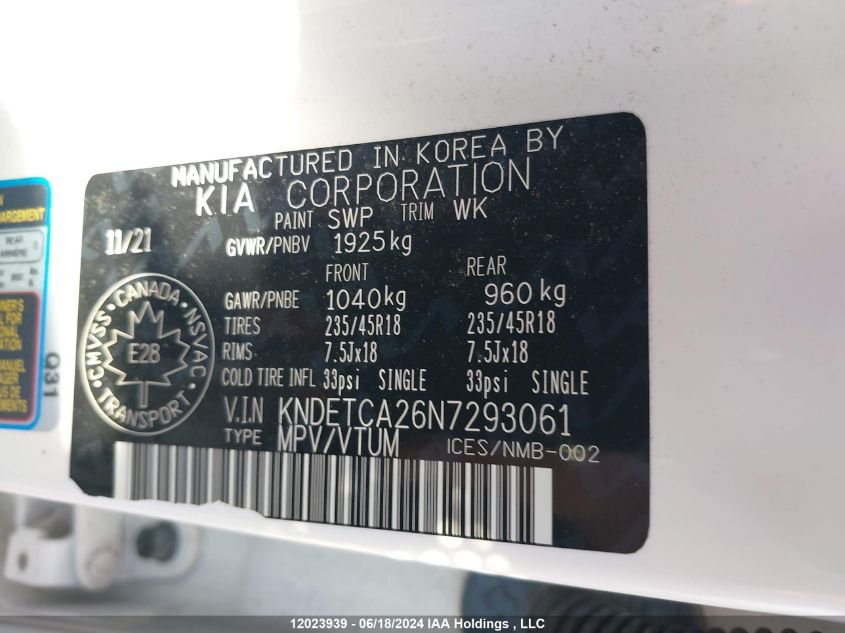 MANUFACTURED IN KOREA BY
KIA CORPORATION
PAINT SWP TRIM WK
11/21
GVWR/PNBV 1925kg
FRONT REAR
GAWR/PNBE 1040kg 960kg
TIRES 235/45R18 235/45R18
RIMS 7.5Jx18 7.5Jx18
COLD TIRE INFL 33psi SINGLE 33psi SINGLE
V.I.N KNDETCA26N7293061
TYPE MPV/VTUM ICES/NMB-002
CMVSS · CANADA · NSVAC
E28
TRANSPORT
REAR
MANUEL
Q31
12023939 - 06/18/2024 IAA Holdings , LLC